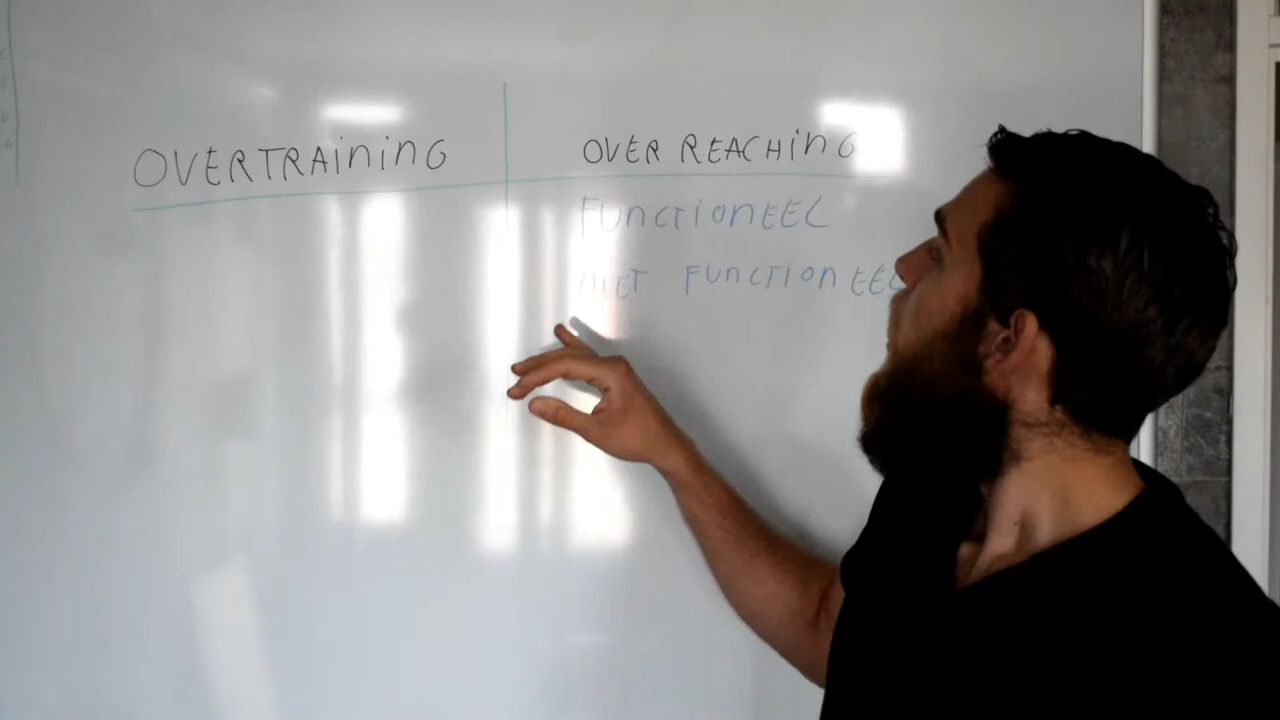 OVERTRAINING
OVER REACHING
FUNCTIONEEL
NIET FUNCTIONEEL